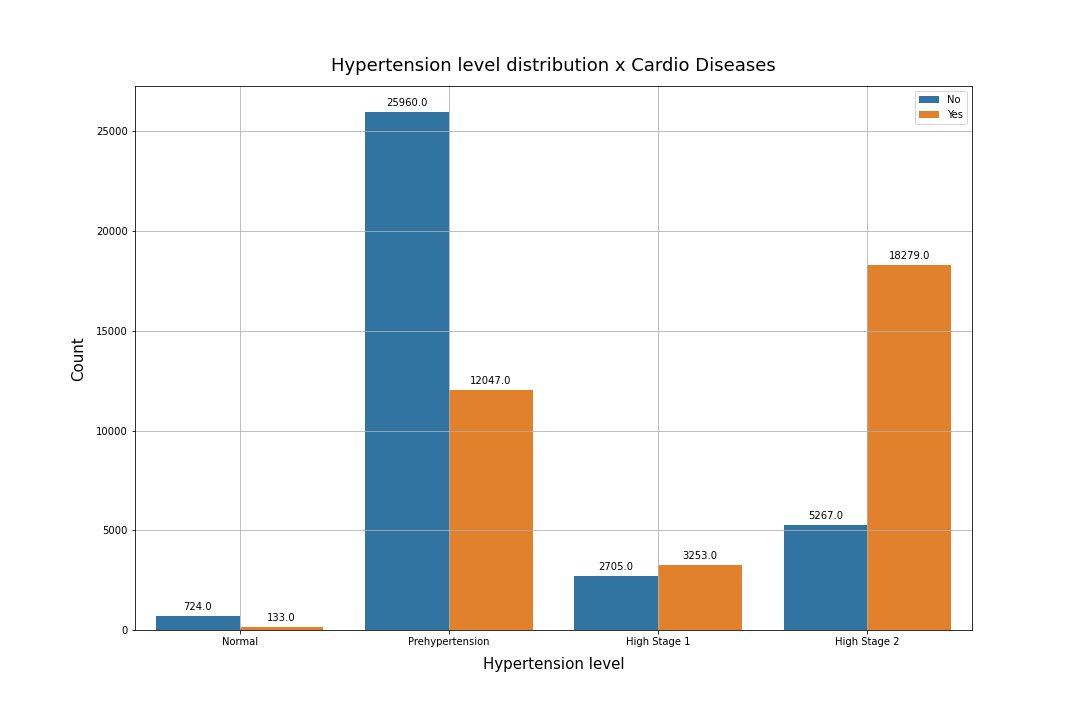 Hypertension level distribution x Cardio Diseases
No
Yes
25960.0
18279.0
12047.0
5267.0
3253.0
2705.0
724.0
133.0
25000
20000
15000
10000
5000
0
Count
Normal
Prehypertension
High Stage 1
High Stage 2
Hypertension level